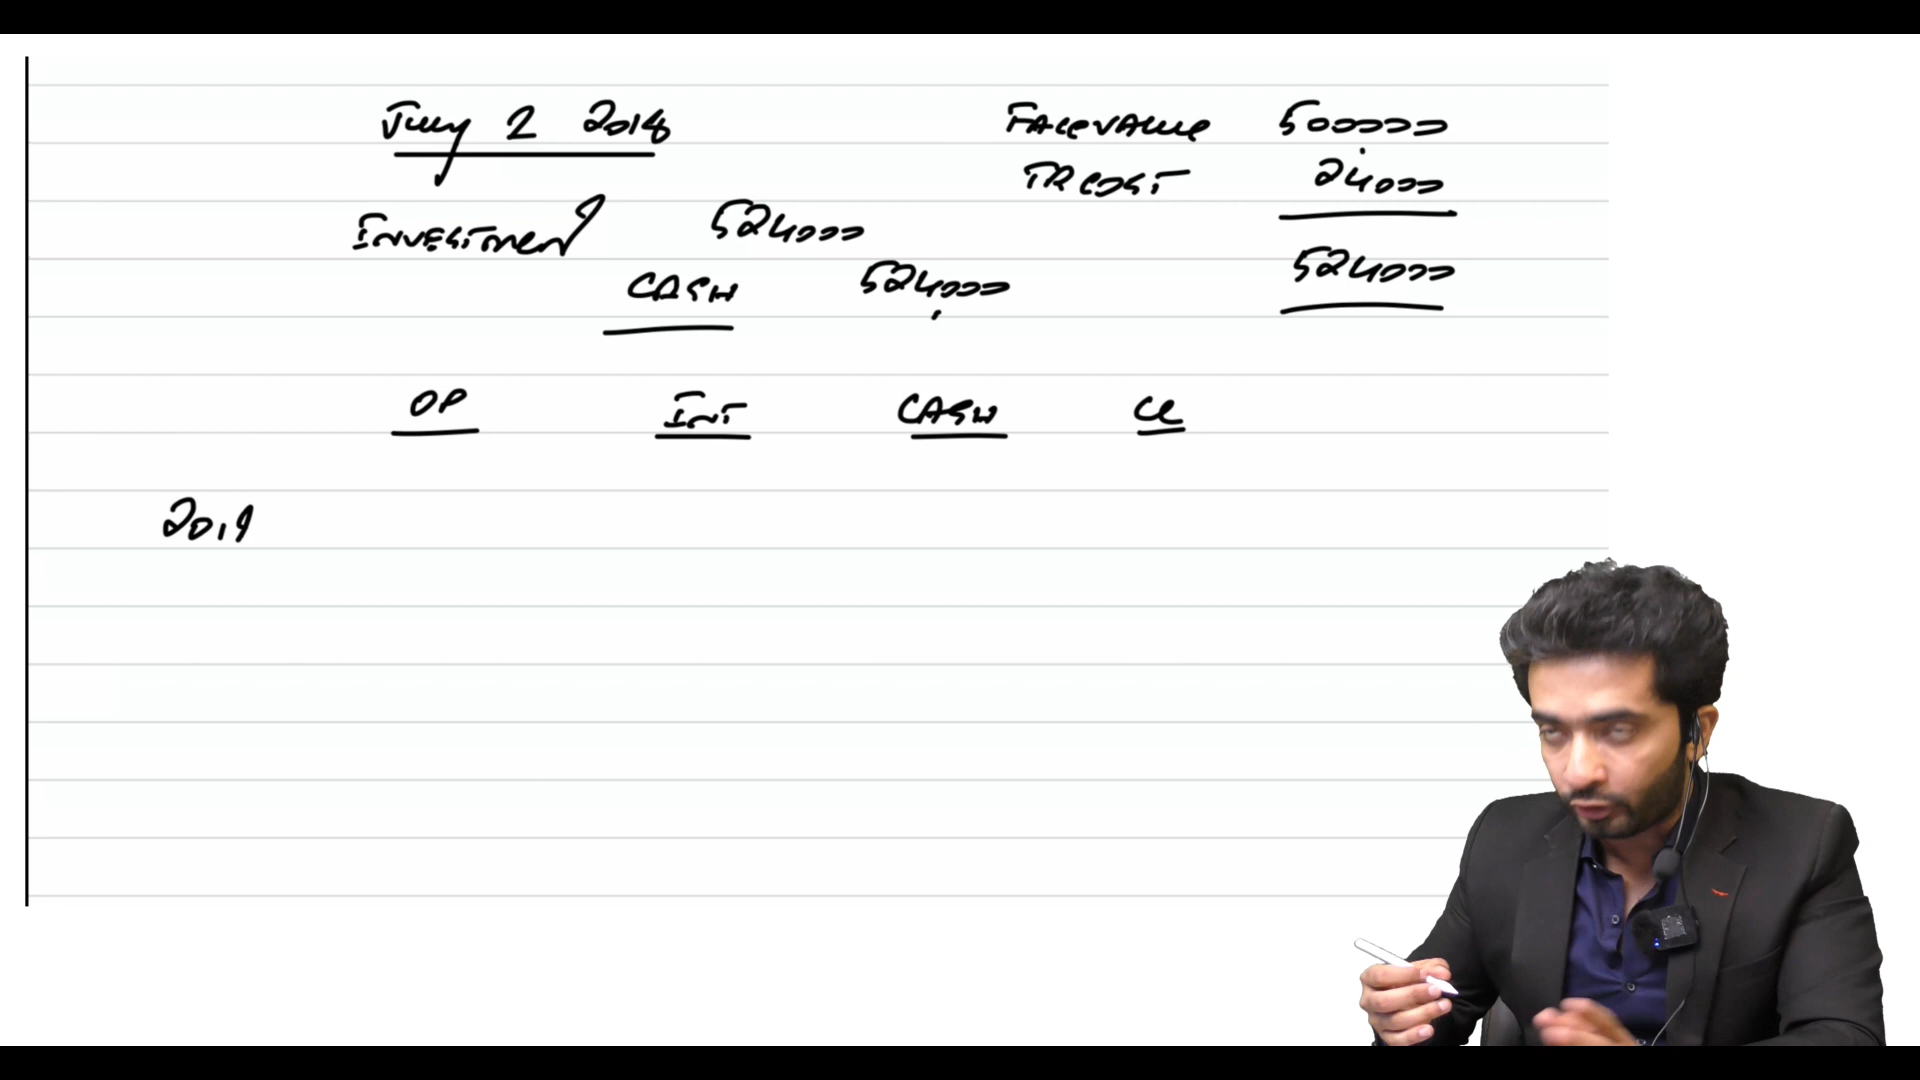 July 2 2018
FACE VALUE 500000
TR COST 24000
INVESTMENT 524000
524000
CASH 524000
OP INT CASH CL
2019